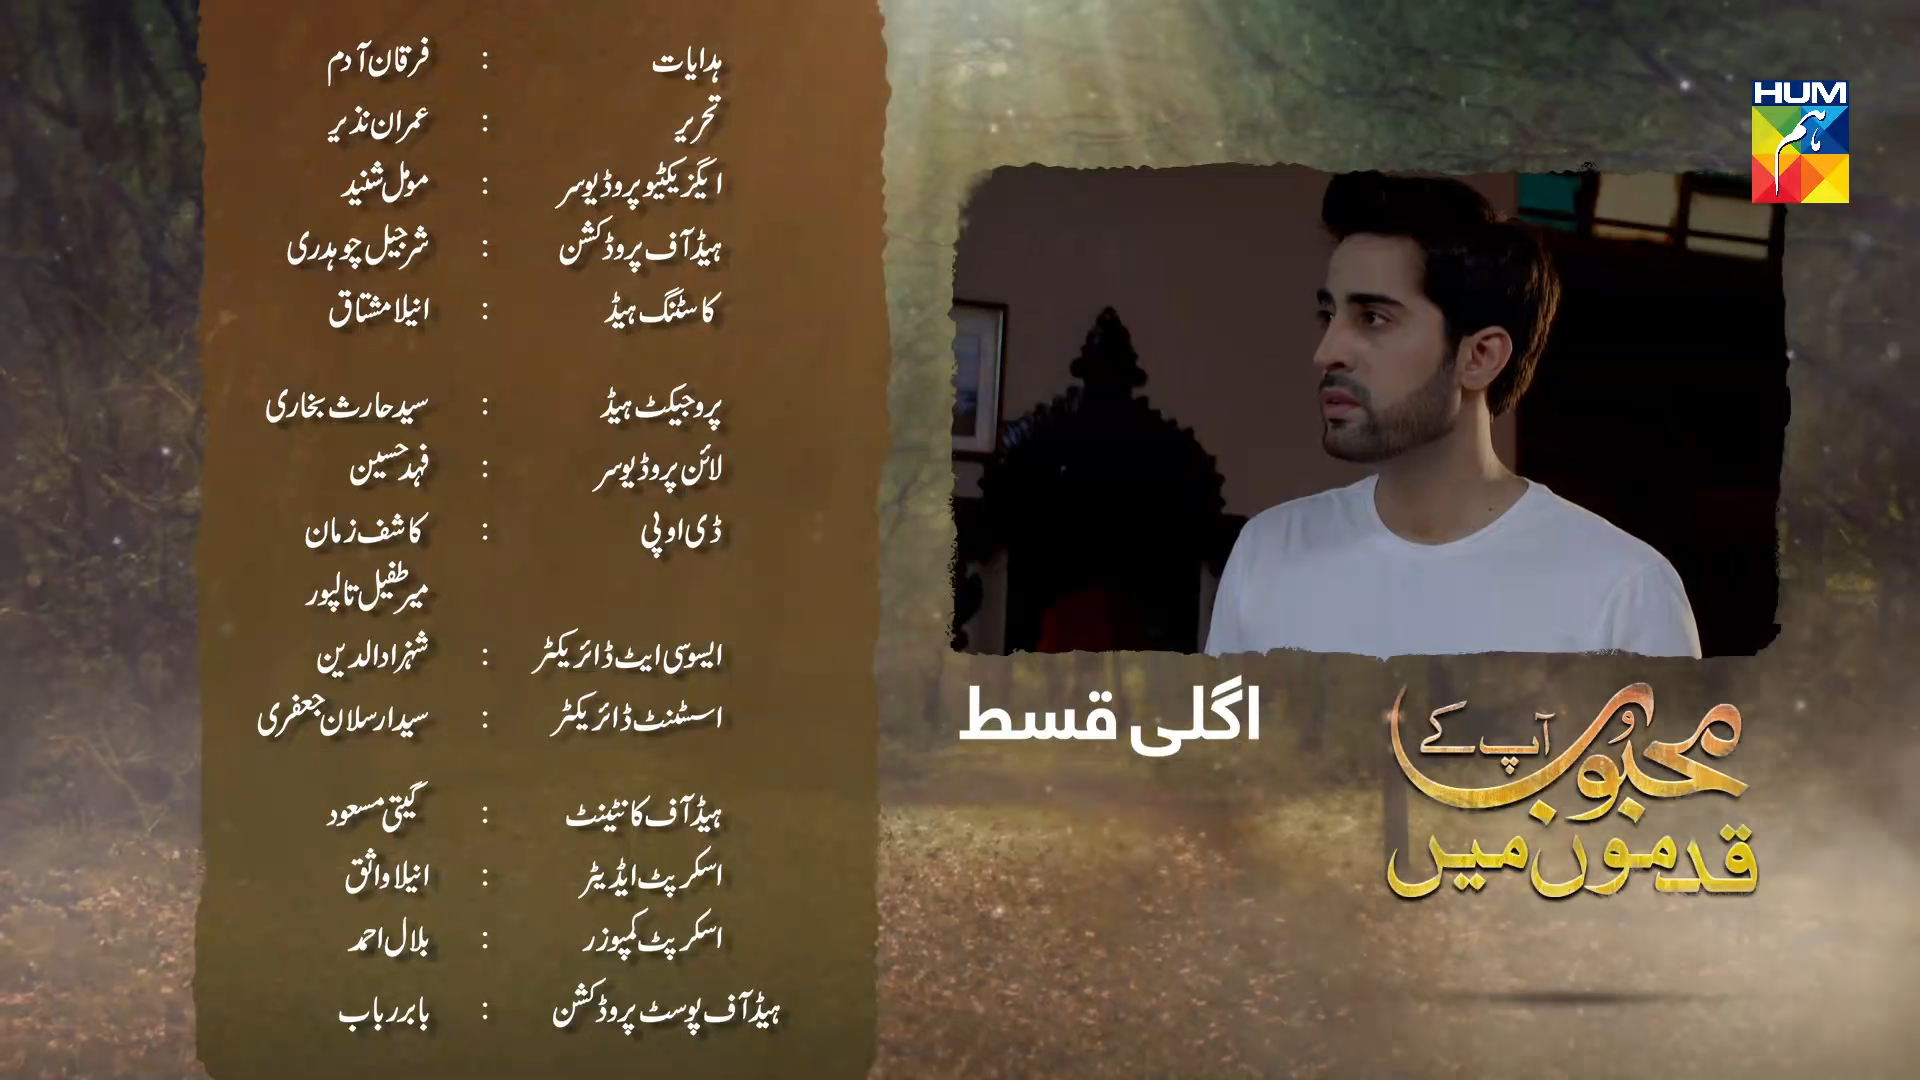 ہدایات : فرقان آدم
تحریر : عمران نذیر
ایگزیکٹیو پروڈیوسر : مومل شنید
ہیڈ آف پروڈکشن : شرجیل چوہدری
کاسٹنگ ہیڈ : انیلا مشتاق
پروجیکٹ ہیڈ : سید حارث بخاری
لائن پروڈیوسر : فہد حسین
ڈی او پی : کاشف زمان
میر طفیل تالپور
ایسوسی ایٹ ڈائریکٹر : شہزاد الدین
اسسٹنٹ ڈائریکٹر : سید ارسلان جعفری
ہیڈ آف کانٹینٹ : گیتی مسعود
اسکرپٹ ایڈیٹر : انیلا واثق
اسکرپٹ کمپوزر : بلال احمد
ہیڈ آف پوسٹ پروڈکشن : بابر رباب
HUM
ہم
اگلی قسط
محبوب آپ کے
قدموں میں